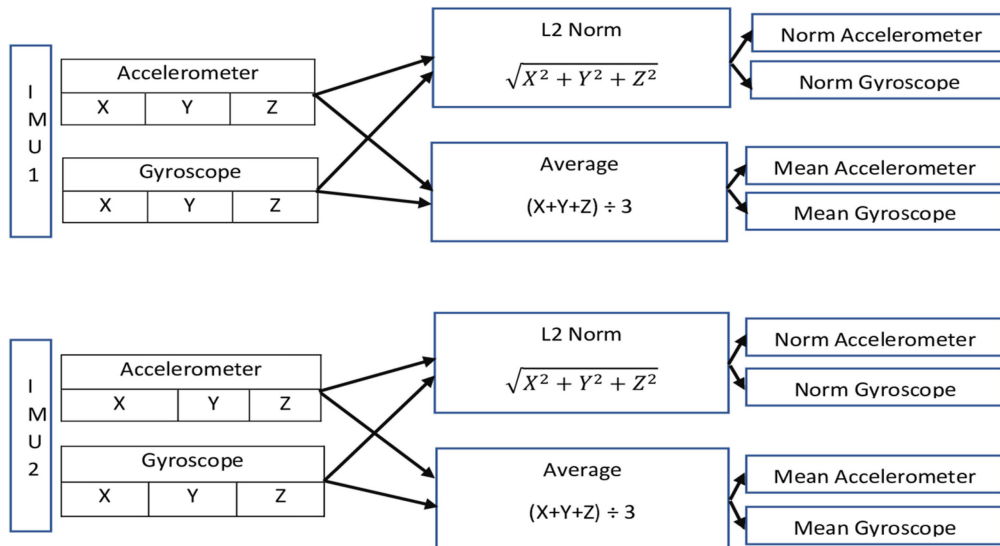 I
M
U
1
Accelerometer
X Y Z
Gyroscope
X Y Z
L2 Norm
√X² + Y² + Z²
Average
(X+Y+Z) ÷ 3
Norm Accelerometer
Norm Gyroscope
Mean Accelerometer
Mean Gyroscope
I
M
U
2
Accelerometer
X Y Z
Gyroscope
X Y Z
L2 Norm
√X² + Y² + Z²
Average
(X+Y+Z) ÷ 3
Norm Accelerometer
Norm Gyroscope
Mean Accelerometer
Mean Gyroscope